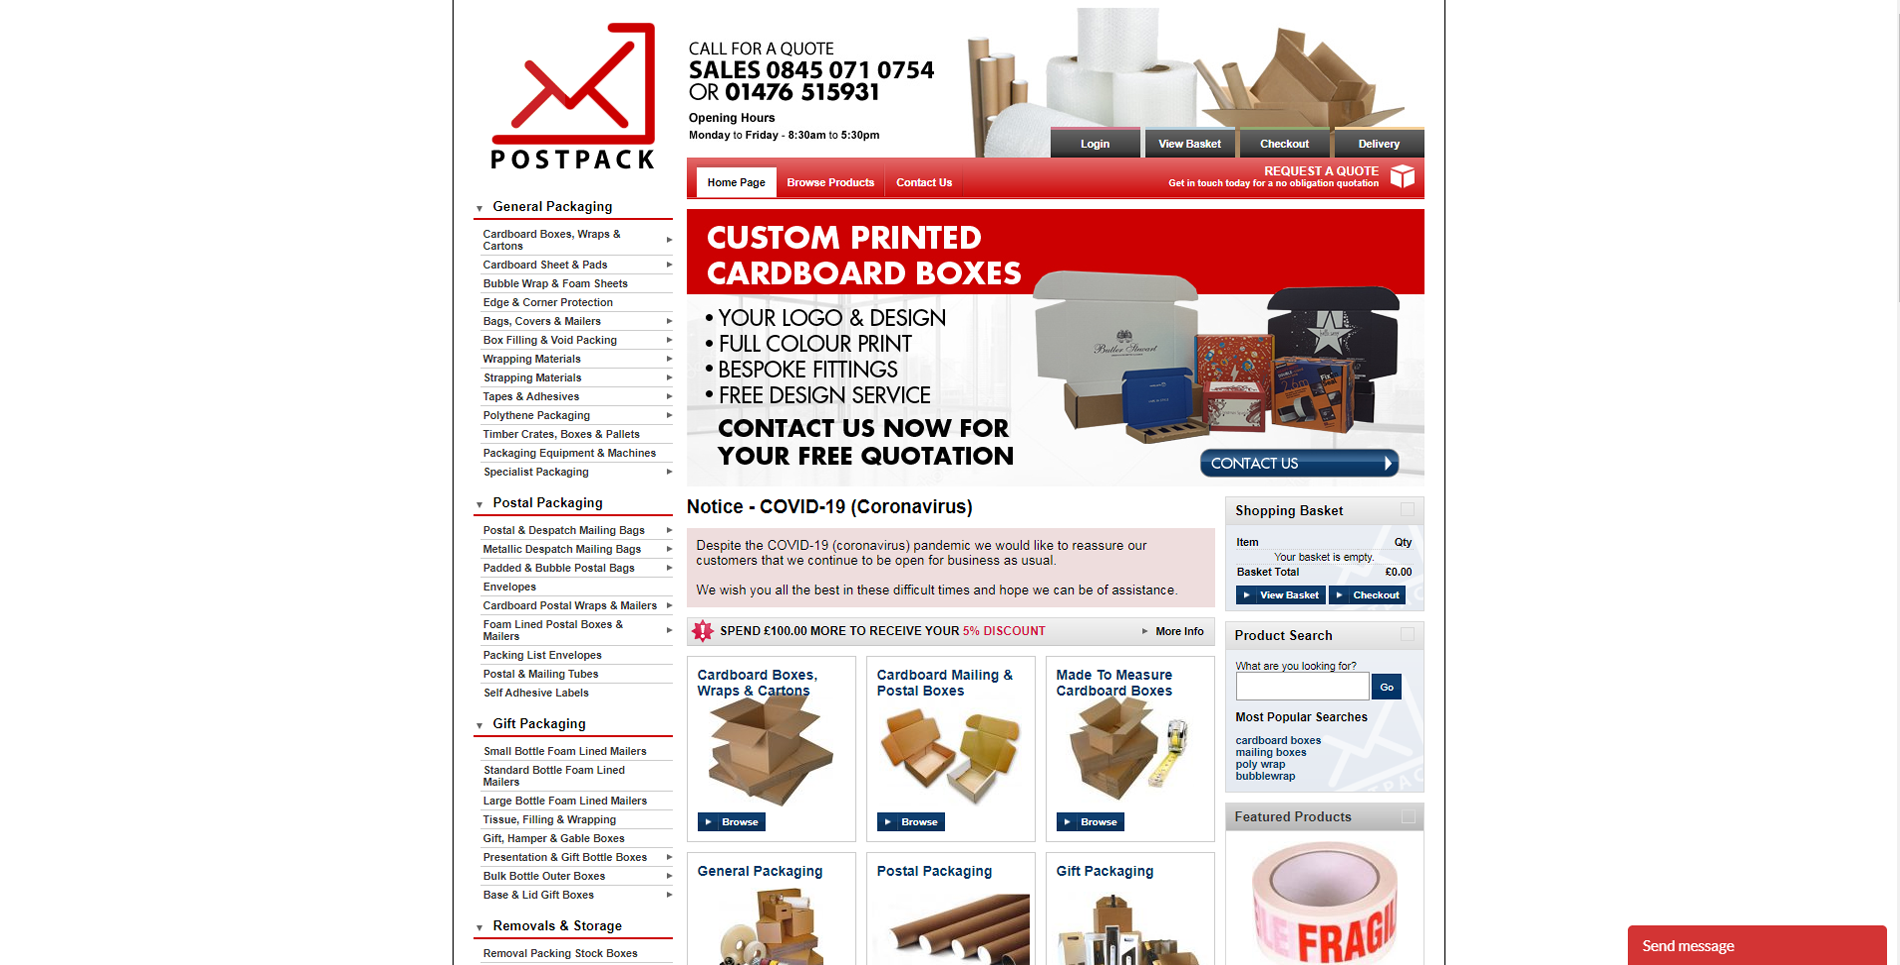 POSTPACK
CALL FOR A QUOTE
SALES 0845 071 0754
OR 01476 515931
Opening Hours
Monday to Friday - 8:30am to 5:30pm
Login
View Basket
Checkout
Delivery
Home Page
Browse Products
Contact Us
REQUEST A QUOTE
Get in touch today for a no obligation quotation
General Packaging
Cardboard Boxes, Wraps &
Cartons
Cardboard Sheet & Pads
Bubble Wrap & Foam Sheets
Edge & Corner Protection
Bags, Covers & Mailers
Box Filling & Void Packing
Wrapping Materials
Strapping Materials
Tapes & Adhesives
Polythene Packaging
Timber Crates, Boxes & Pallets
Packaging Equipment & Machines
Specialist Packaging
Postal Packaging
Postal & Despatch Mailing Bags
Metallic Despatch Mailing Bags
Padded & Bubble Postal Bags
Envelopes
Cardboard Postal Wraps & Mailers
Foam Lined Postal Boxes &
Mailers
Packing List Envelopes
Postal & Mailing Tubes
Self Adhesive Labels
Gift Packaging
Small Bottle Foam Lined Mailers
Standard Bottle Foam Lined
Mailers
Large Bottle Foam Lined Mailers
Tissue, Filling & Wrapping
Gift, Hamper & Gable Boxes
Presentation & Gift Bottle Boxes
Bulk Bottle Outer Boxes
Base & Lid Gift Boxes
Removals & Storage
Removal Packing Stock Boxes
CUSTOM PRINTED
CARDBOARD BOXES
• YOUR LOGO & DESIGN
• FULL COLOUR PRINT
• BESPOKE FITTINGS
• FREE DESIGN SERVICE
CONTACT US NOW FOR
YOUR FREE QUOTATION
Butler Stewart
2.6m
CONTACT US
Notice - COVID-19 (Coronavirus)
Despite the COVID-19 (coronavirus) pandemic we would like to reassure our
customers that we continue to be open for business as usual.
We wish you all the best in these difficult times and hope we can be of assistance.
SPEND £100.00 MORE TO RECEIVE YOUR 5% DISCOUNT
More Info
Cardboard Boxes,
Wraps & Cartons
Browse
Cardboard Mailing &
Postal Boxes
Browse
Made To Measure
Cardboard Boxes
Browse
General Packaging
Postal Packaging
Gift Packaging
Shopping Basket
Item Qty
Your basket is empty.
Basket Total £0.00
View Basket
Checkout
Product Search
What are you looking for?
Go
Most Popular Searches
cardboard boxes
mailing boxes
poly wrap
bubblewrap
Featured Products
FRAGIL
Send message